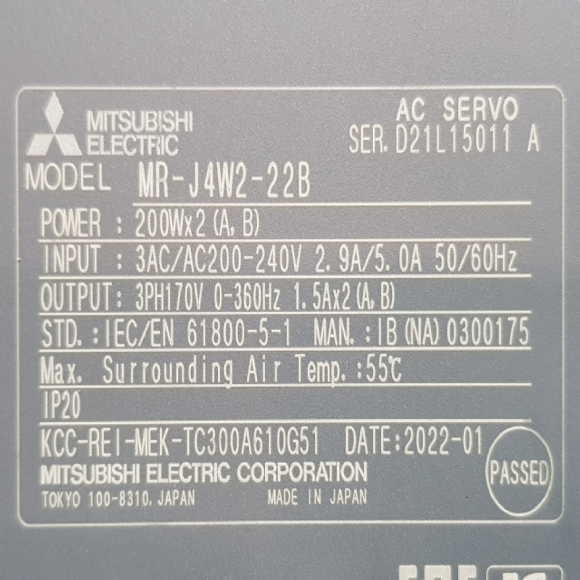 MITSUBISHI
ELECTRIC
AC SERVO
SER. D21L15011 A
MODEL MR-J4W2-22B
POWER : 200Wx2 (A, B)
INPUT : 3AC/AC200-240V 2.9A/5.0A 50/60Hz
OUTPUT: 3PH170V 0-360Hz 1.5Ax2 (A, B)
STD. : IEC/EN 61800-5-1 MAN. : IB (NA) 0300175
Max. Surrounding Air Temp. : 55℃
IP20
KCC-REI-MEK-TC300A610G51 DATE: 2022-01
MITSUBISHI ELECTRIC CORPORATION
PASSED
TOKYO 100-8310, JAPAN MADE IN JAPAN